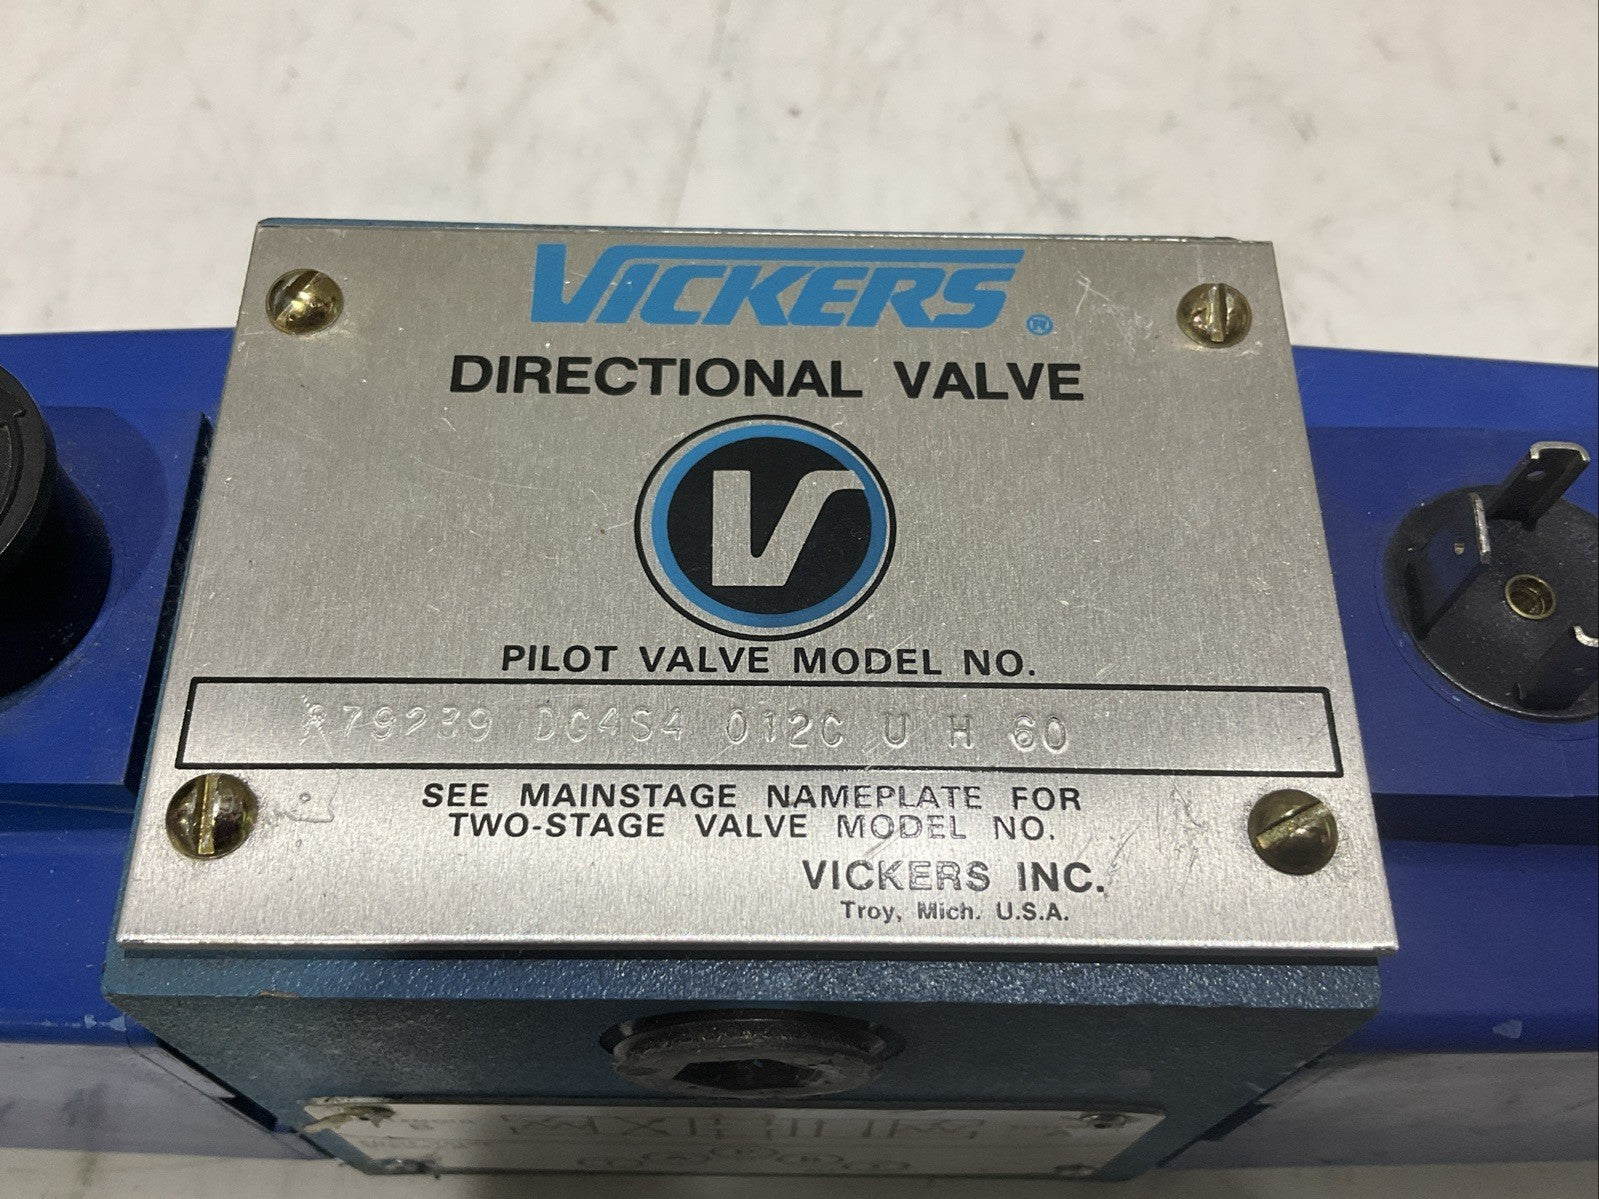 VICKERS ®
DIRECTIONAL VALVE
V
PILOT VALVE MODEL NO.
879239 DG4S4 012C U H 60
SEE MAINSTAGE NAMEPLATE FOR
TWO-STAGE VALVE MODEL NO.
VICKERS INC.
Troy, Mich. U.S.A.